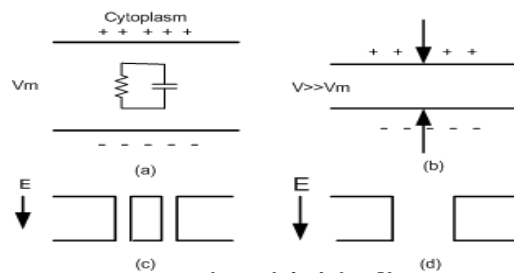 Cytoplasm
+ + + + +
Vm
- - - - -
(a)
+ + + +
V>>Vm
- - - - -
(b)
E
(c)
E
(d)